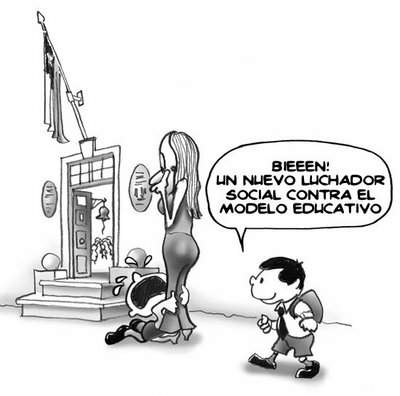 BIEEEN!
UN NUEVO LUCHADOR
SOCIAL CONTRA EL
MODELO EDUCATIVO